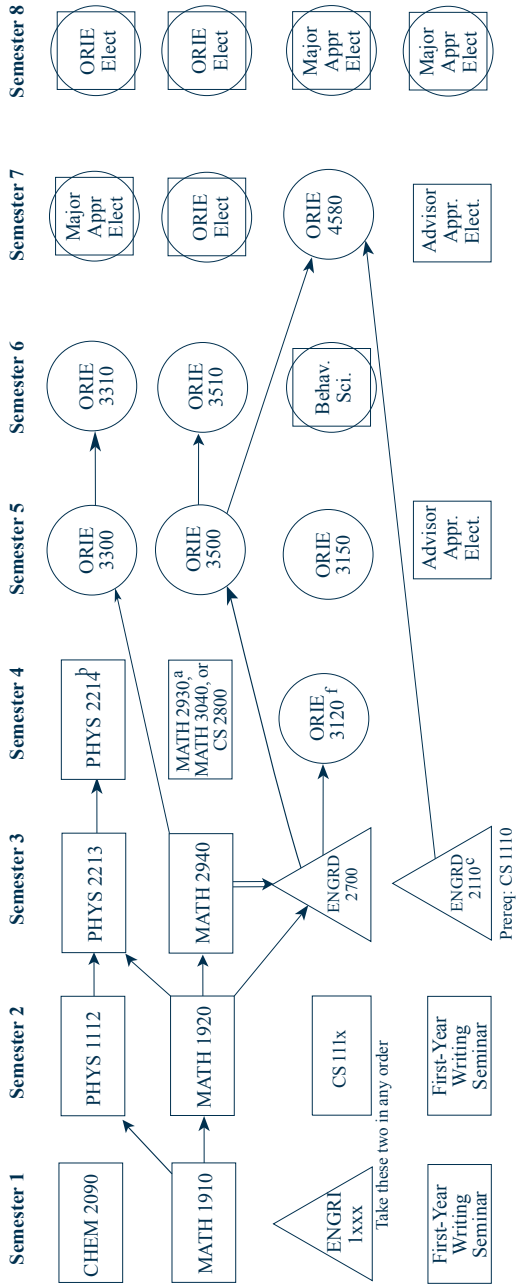 Semester 1
Semester 2
Semester 3
Semester 4
Semester 5
Semester 6
Semester 7
Semester 8
CHEM 2090
PHYS 1112
PHYS 2213
PHYS 2214 b
ORIE
3300
ORIE
3310
Major
Appr
Elect
ORIE
Elect
MATH 1910
MATH 1920
MATH 2940
MATH 2930,a
MATH 3040, or
CS 2800
ORIE
3500
ORIE
3510
ORIE
Elect
ORIE
Elect
ENGRI
1xxx
CS 111x
Take these two in any order
ENGRD
2700
ORIE
3120 f
ORIE
3150
Behav.
Sci.
ORIE
4580
Major
Appr
Elect
First-Year
Writing
Seminar
First-Year
Writing
Seminar
ENGRD
2110 c
Prereq: CS 1110
Advisor
Appr.
Elect.
Advisor
Appr.
Elect.
Major
Appr
Elect